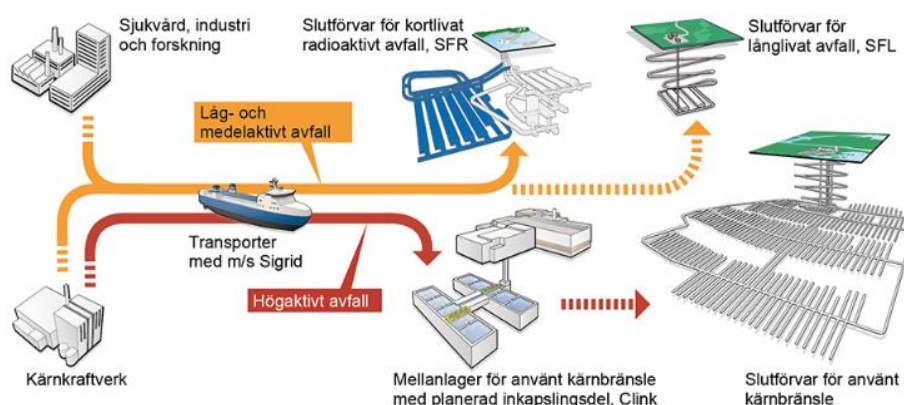 Sjukvård, industri
och forskning
Slutförvar för kortlivat
radioaktivt avfall, SFR
Slutförvar för
långlivat avfall, SFL
Låg- och
medelaktivt avfall
Transporter
med m/s Sigrid
Högaktivt avfall
Kärnkraftverk
Mellanlager för använt kärnbränsle
med planerad inkapslingsdel, Clink
Slutförvar för använt
kärnbränsle